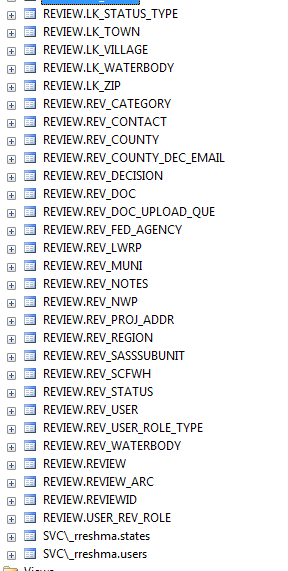 REVIEW.LK_STATUS_TYPE
REVIEW.LK_TOWN
REVIEW.LK_VILLAGE
REVIEW.LK_WATERBODY
REVIEW.LK_ZIP
REVIEW.REV_CATEGORY
REVIEW.REV_CONTACT
REVIEW.REV_COUNTY
REVIEW.REV_COUNTY_DEC_EMAIL
REVIEW.REV_DECISION
REVIEW.REV_DOC
REVIEW.REV_DOC_UPLOAD_QUE
REVIEW.REV_FED_AGENCY
REVIEW.REV_LWRP
REVIEW.REV_MUNI
REVIEW.REV_NOTES
REVIEW.REV_NWP
REVIEW.REV_PROJ_ADDR
REVIEW.REV_REGION
REVIEW.REV_SASSSUBUNIT
REVIEW.REV_SCFWH
REVIEW.REV_STATUS
REVIEW.REV_USER
REVIEW.REV_USER_ROLE_TYPE
REVIEW.REV_WATERBODY
REVIEW.REVIEW
REVIEW.REVIEW_ARC
REVIEW.REVIEWID
REVIEW.USER_REV_ROLE
SVC\_rreshma.states
SVC\_rreshma.users
Views